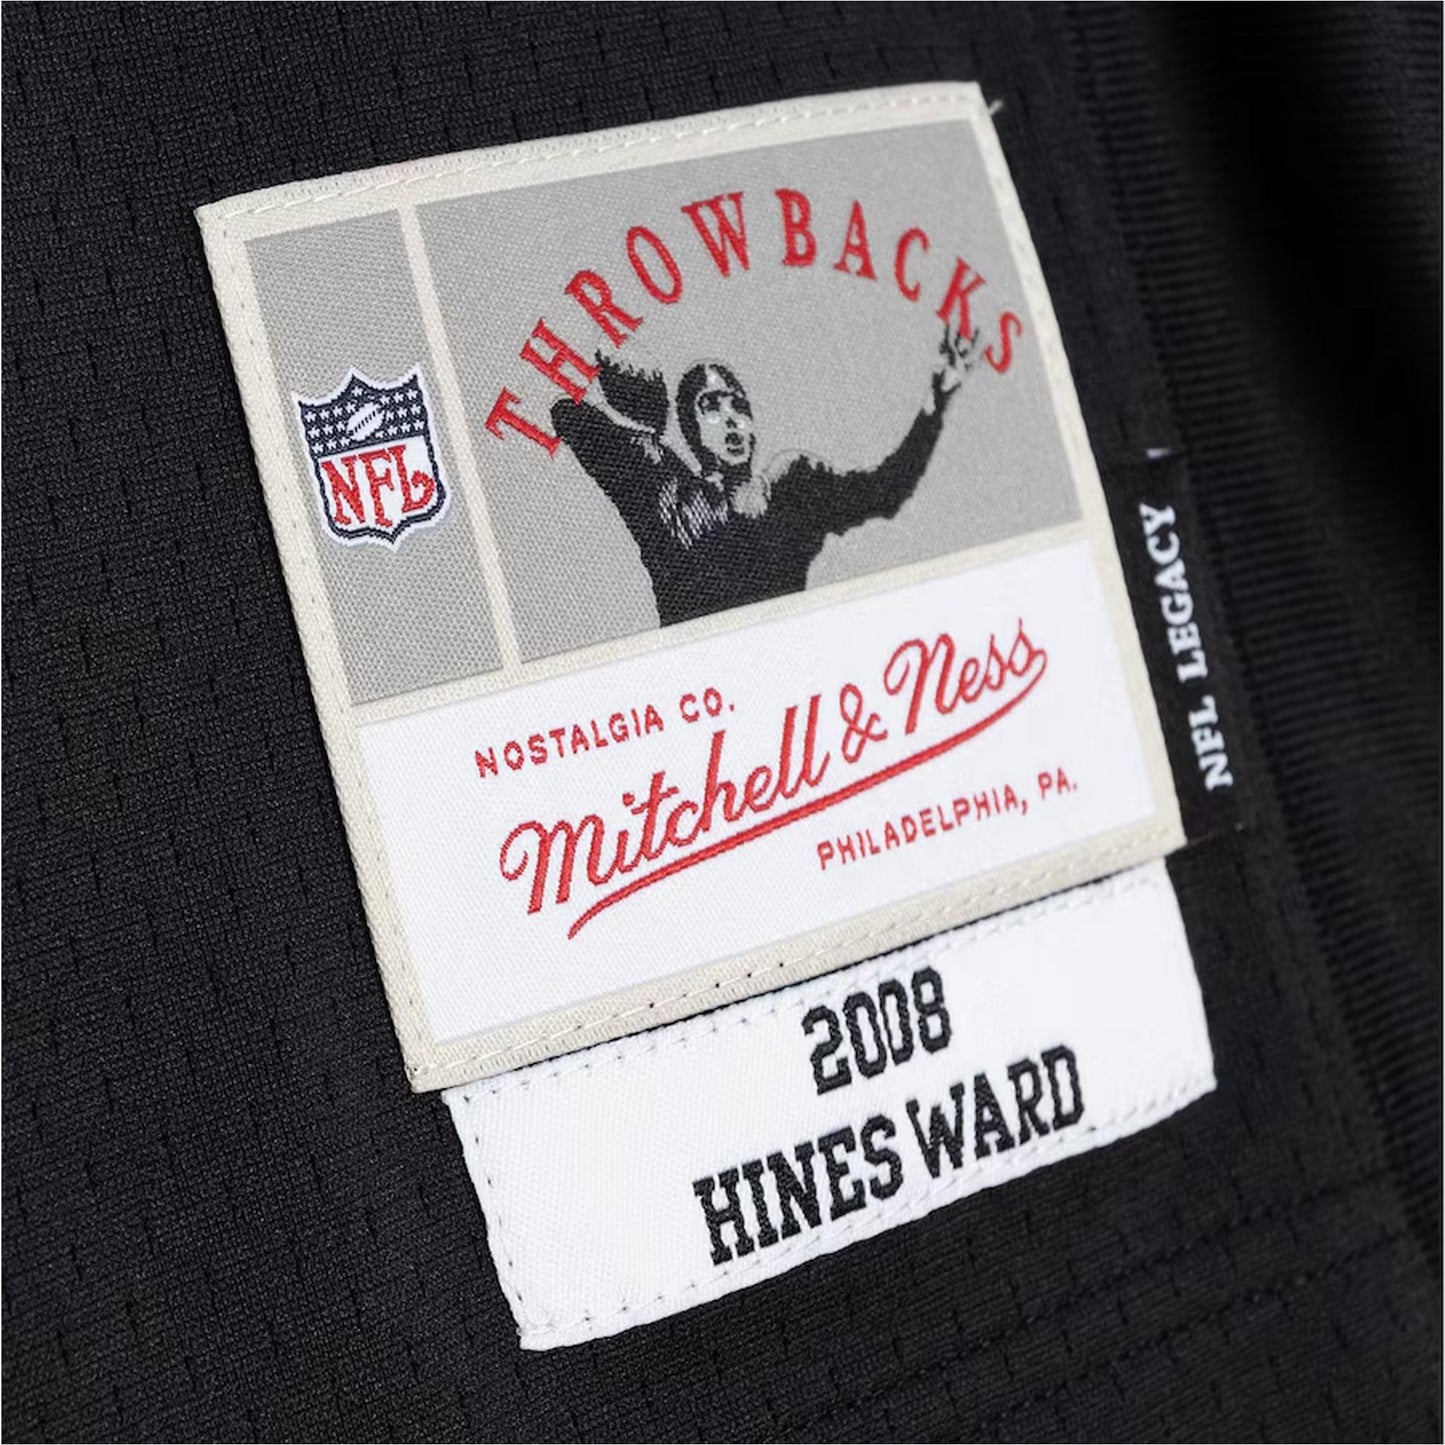 THROWBACKS
NFL
NOSTALGIA CO.
Mitchell & Ness
PHILADELPHIA, PA.
NFL LEGACY
2008
HINES WARD